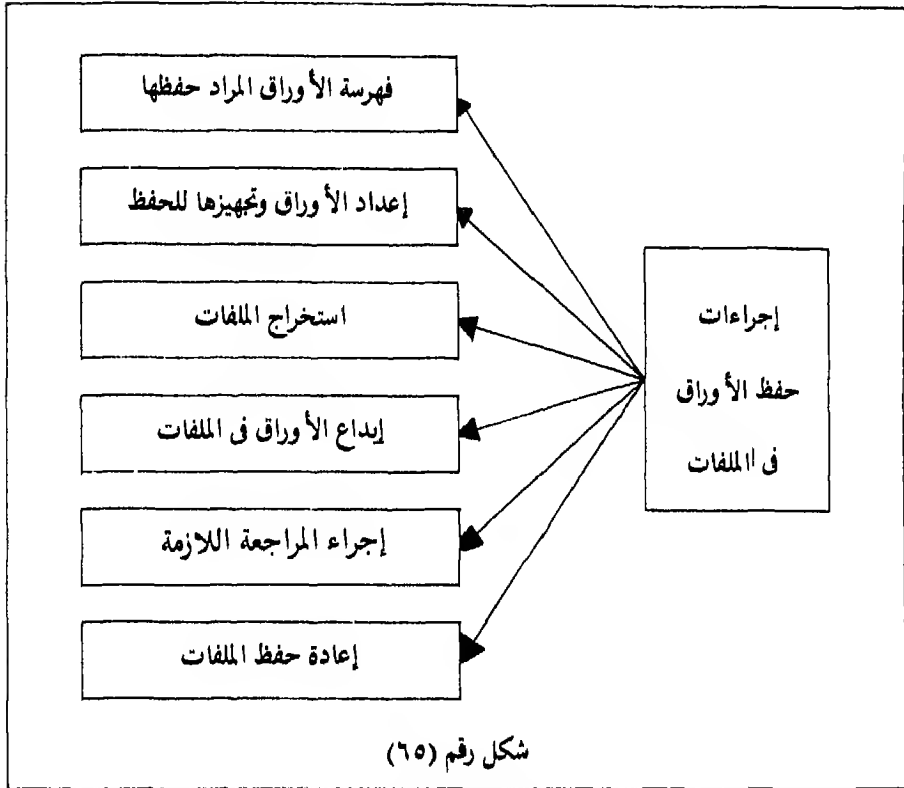 إجراءات
حفظ الأوراق
فى الملفات
فهرسة الأوراق المراد حفظها
إعداد الأوراق وتجهيزها للحفظ
استخراج الملفات
إيداع الأوراق فى الملفات
إجراء المراجعة اللازمة
إعادة حفظ الملفات
شكل رقم (٦٥)